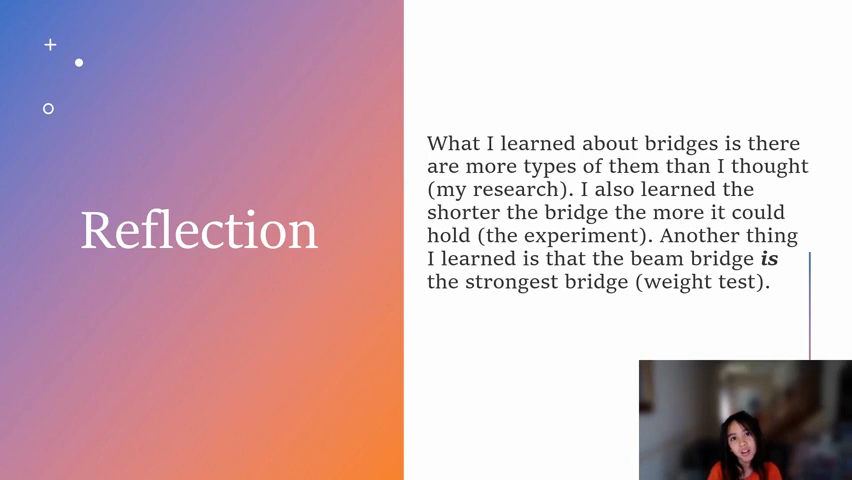 Reflection
What I learned about bridges is there
are more types of them than I thought
(my research). I also learned the
shorter the bridge the more it could
hold (the experiment). Another thing
I learned is that the beam bridge is
the strongest bridge (weight test).